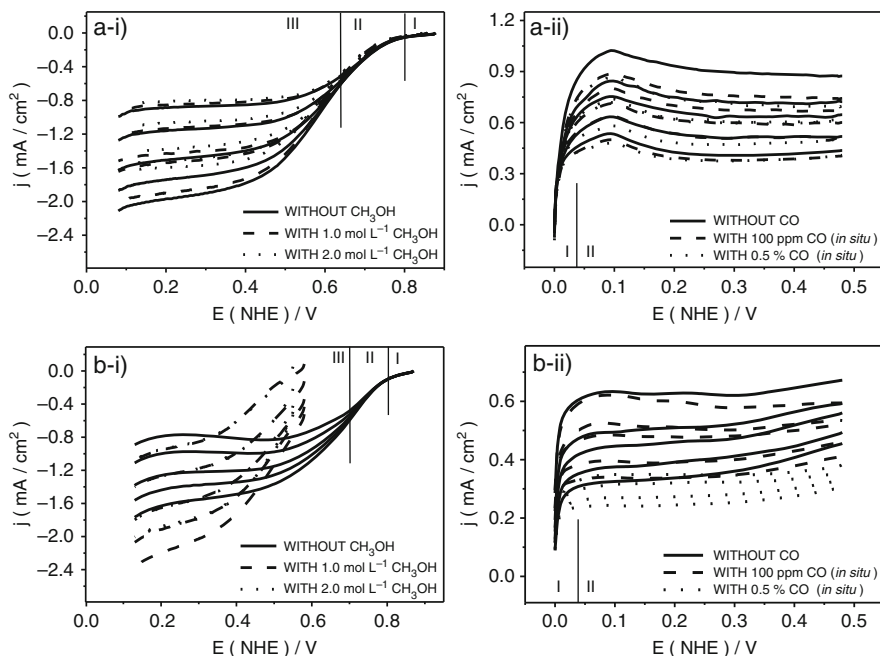 a-i)
III
II
I
0.0
−0.4
−0.8
−1.2
−1.6
−2.0
−2.4
j ( mA / cm² )
WITHOUT CH₃OH
WITH 1.0 mol L⁻¹ CH₃OH
WITH 2.0 mol L⁻¹ CH₃OH
0.0 0.2 0.4 0.6 0.8
E ( NHE ) / V
a-ii)
1.2
0.9
0.6
0.3
0.0
j ( mA / cm² )
I
II
WITHOUT CO
WITH 100 ppm CO (in situ )
WITH 0.5 % CO (in situ )
0.0 0.1 0.2 0.3 0.4 0.5
E ( NHE ) / V
b-i)
III
II
I
0.0
−0.4
−0.8
−1.2
−1.6
−2.0
−2.4
j ( mA / cm² )
WITHOUT CH₃OH
WITH 1.0 mol L⁻¹ CH₃OH
WITH 2.0 mol L⁻¹ CH₃OH
0.0 0.2 0.4 0.6 0.8
E ( NHE ) / V
b-ii)
0.6
0.4
0.2
0.0
j ( mA / cm² )
I
II
WITHOUT CO
WITH 100 ppm CO (in situ )
WITH 0.5 % CO (in situ )
0.0 0.1 0.2 0.3 0.4 0.5
E ( NHE ) / V